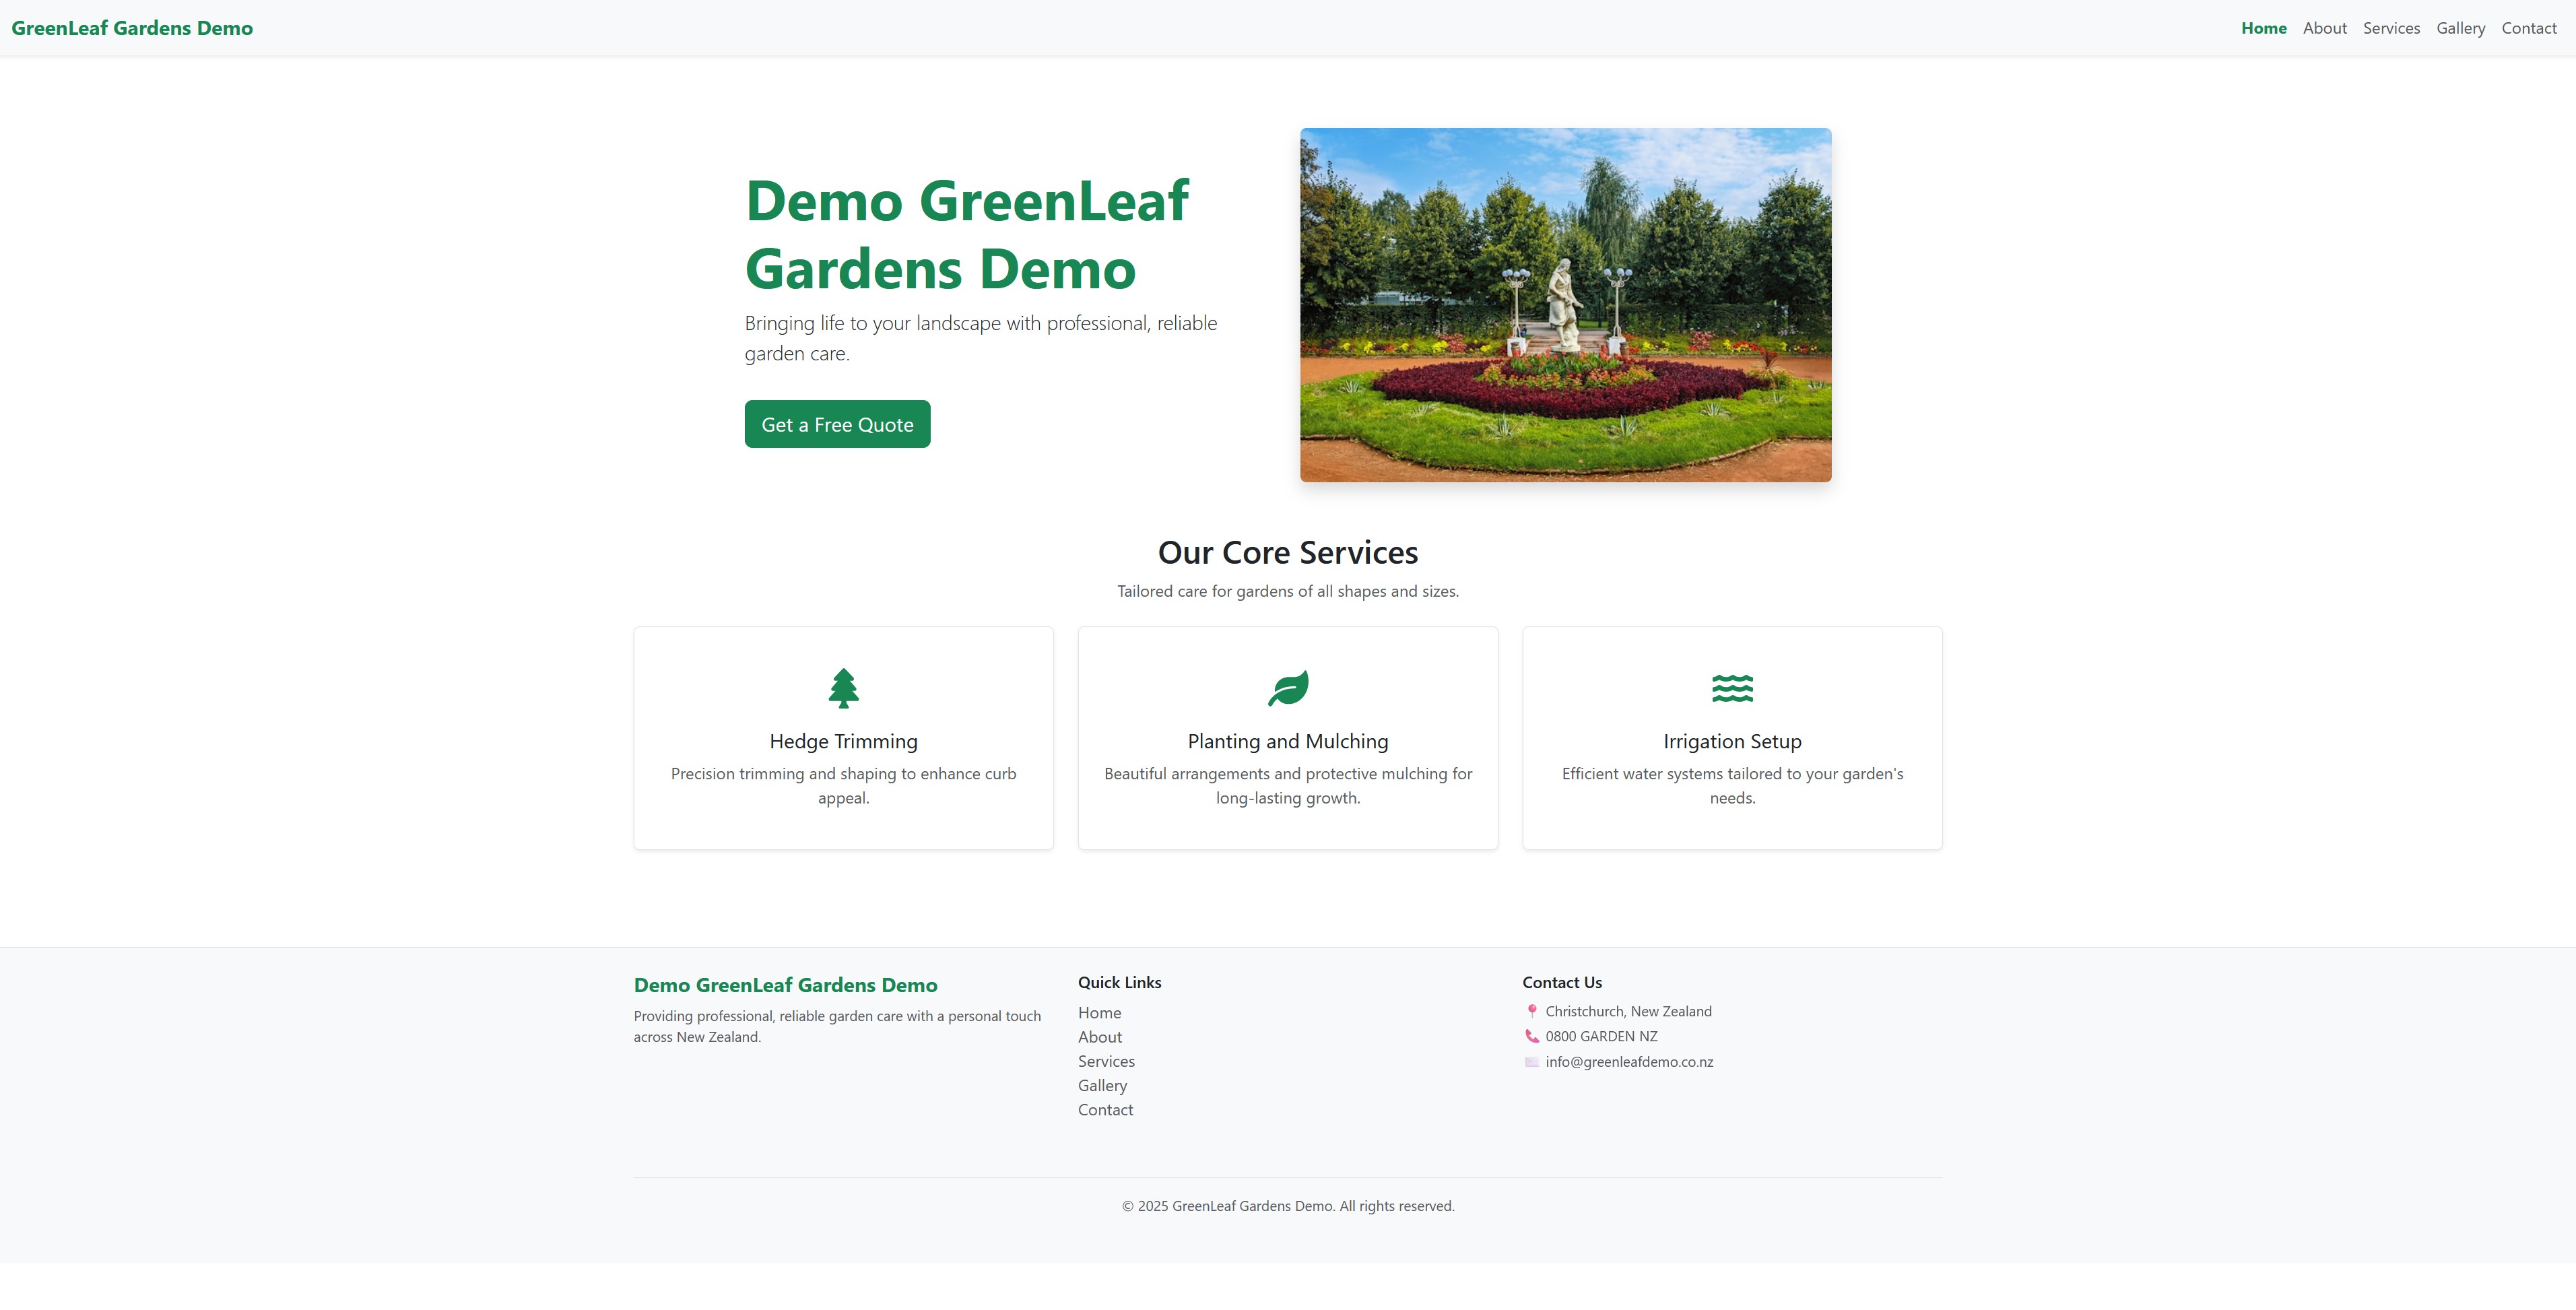 GreenLeaf Gardens Demo
Home About Services Gallery Contact
Demo GreenLeaf
Gardens Demo
Bringing life to your landscape with professional, reliable
garden care.
Get a Free Quote
Our Core Services
Tailored care for gardens of all shapes and sizes.
Hedge Trimming
Precision trimming and shaping to enhance curb
appeal.
Planting and Mulching
Beautiful arrangements and protective mulching for
long-lasting growth.
Irrigation Setup
Efficient water systems tailored to your garden's
needs.
Demo GreenLeaf Gardens Demo
Providing professional, reliable garden care with a personal touch
across New Zealand.
Quick Links
Home
About
Services
Gallery
Contact
Contact Us
Christchurch, New Zealand
0800 GARDEN NZ
info@greenleafdemo.co.nz
© 2025 GreenLeaf Gardens Demo. All rights reserved.